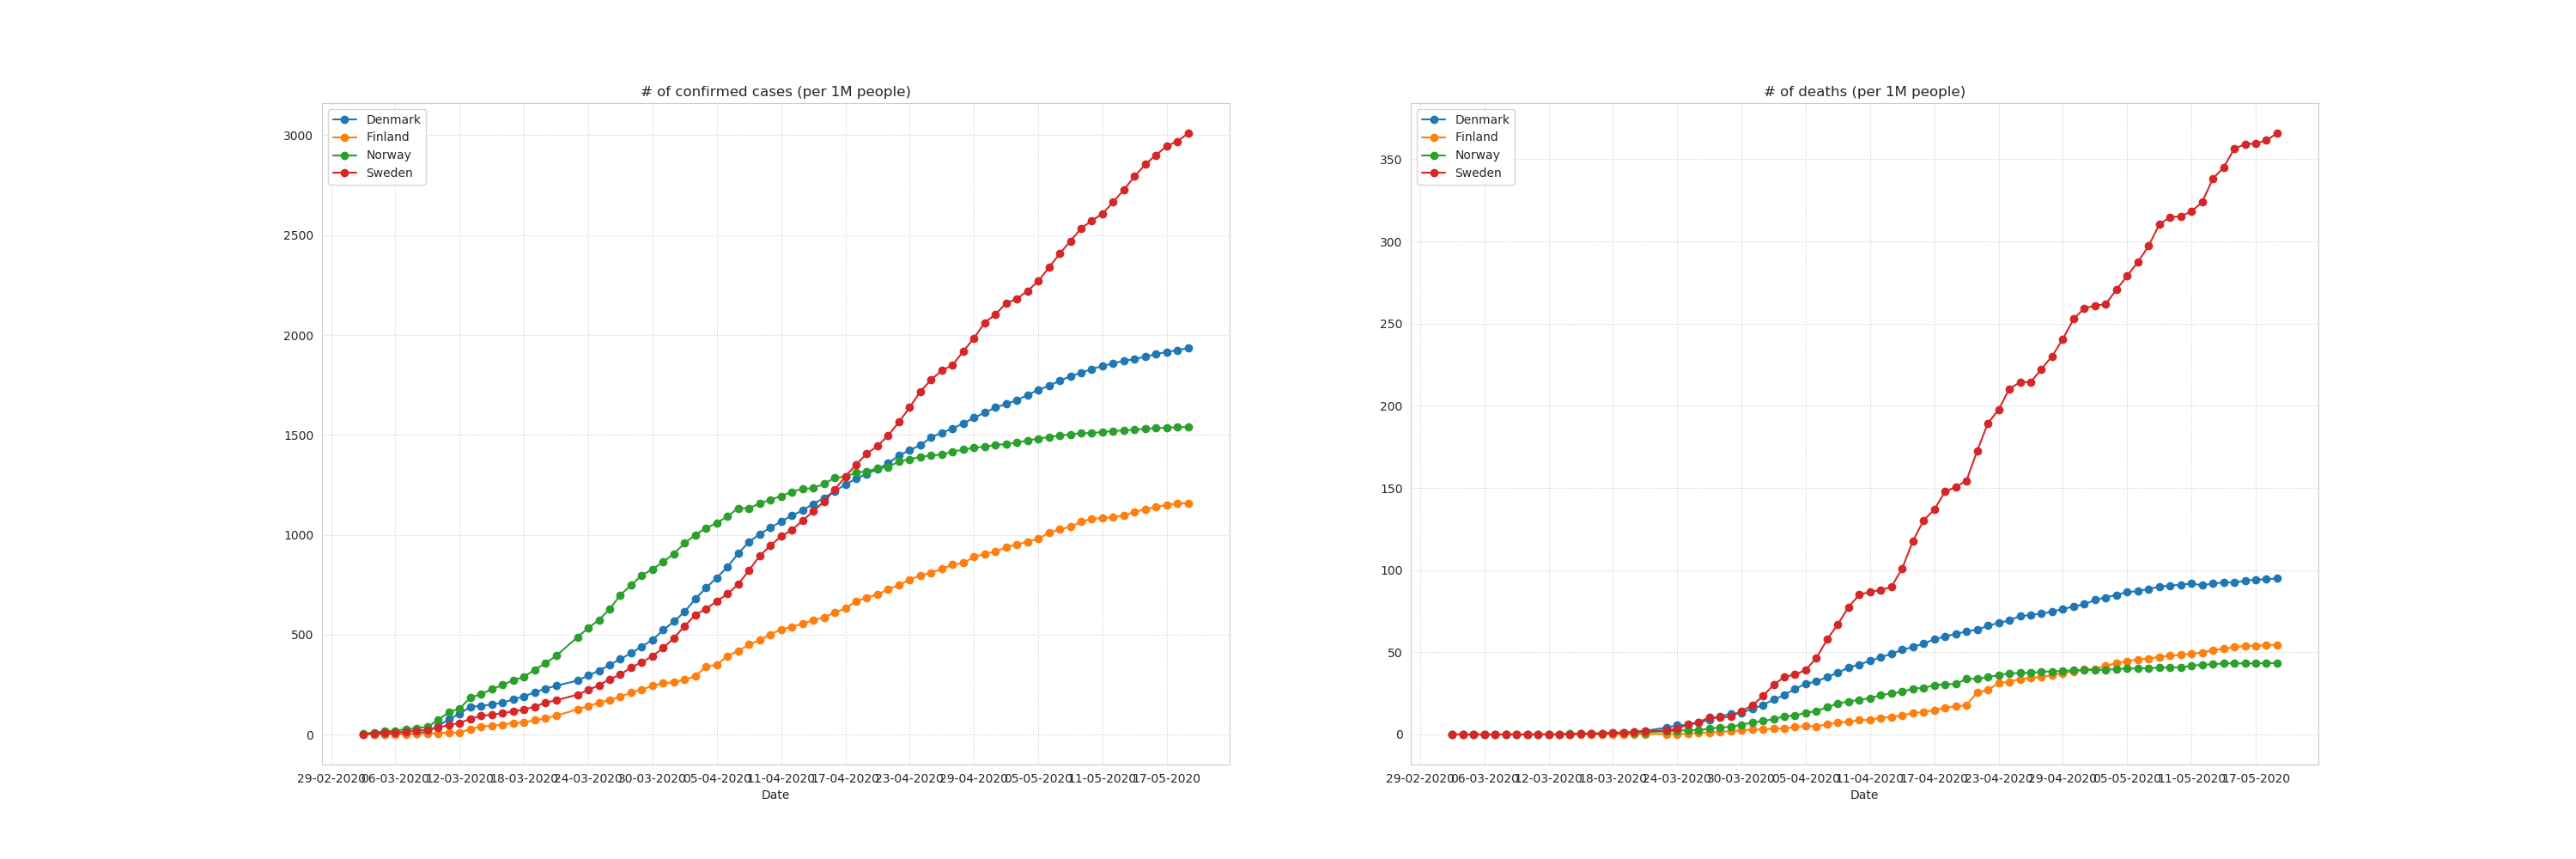 # of confirmed cases (per 1M people)
Denmark
Finland
Norway
Sweden
3000
2500
2000
1500
1000
500
0
29-02-2020 06-03-2020 12-03-2020 18-03-2020 24-03-2020 30-03-2020 05-04-2020 11-04-2020 17-04-2020 23-04-2020 29-04-2020 05-05-2020 11-05-2020 17-05-2020
Date
# of deaths (per 1M people)
Denmark
Finland
Norway
Sweden
350
300
250
200
150
100
50
0
29-02-2020 06-03-2020 12-03-2020 18-03-2020 24-03-2020 30-03-2020 05-04-2020 11-04-2020 17-04-2020 23-04-2020 29-04-2020 05-05-2020 11-05-2020 17-05-2020
Date